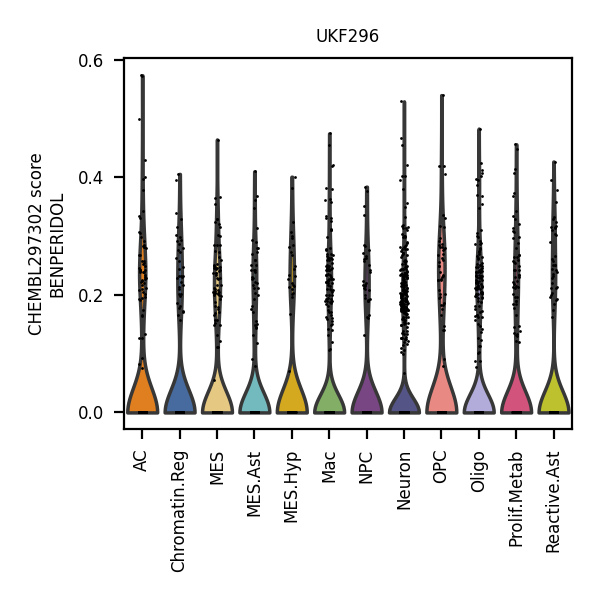 UKF296
CHEMBL297302 score
BENPERIDOL
0.6
0.4
0.2
0.0
AC
Chromatin.Reg
MES
MES.Ast
MES.Hyp
Mac
NPC
Neuron
OPC
Oligo
Prolif.Metab
Reactive.Ast